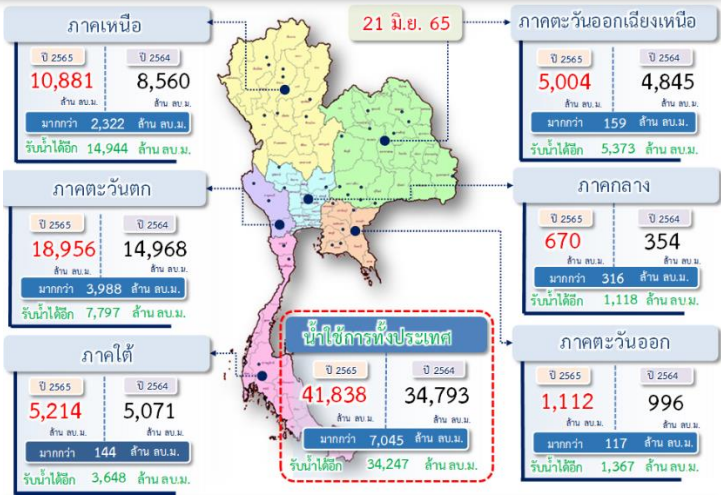 21 มิ.ย. 65
ภาคเหนือ
ปี 2565 ปี 2564
10,881 8,560
ล้าน ลบ.ม. ล้าน ลบ.ม.
มากกว่า 2,322 ล้าน ลบ.ม.
รับน้ำได้อีก 14,944 ล้าน ลบ.ม.
ภาคตะวันออกเฉียงเหนือ
ปี 2565 ปี 2564
5,004 4,845
ล้าน ลบ.ม. ล้าน ลบ.ม.
มากกว่า 159 ล้าน ลบ.ม.
รับน้ำได้อีก 5,373 ล้าน ลบ.ม.
ภาคตะวันตก
ปี 2565 ปี 2564
18,956 14,968
ล้าน ลบ.ม. ล้าน ลบ.ม.
มากกว่า 3,988 ล้าน ลบ.ม.
รับน้ำได้อีก 7,797 ล้าน ลบ.ม.
ภาคกลาง
ปี 2565 ปี 2564
670 354
ล้าน ลบ.ม. ล้าน ลบ.ม.
มากกว่า 316 ล้าน ลบ.ม.
รับน้ำได้อีก 1,118 ล้าน ลบ.ม.
ภาคใต้
ปี 2565 ปี 2564
5,214 5,071
ล้าน ลบ.ม. ล้าน ลบ.ม.
มากกว่า 144 ล้าน ลบ.ม.
รับน้ำได้อีก 3,648 ล้าน ลบ.ม.
น้ำใช้การทั้งประเทศ
ปี 2565 ปี 2564
41,838 34,793
ล้าน ลบ.ม. ล้าน ลบ.ม.
มากกว่า 7,045 ล้าน ลบ.ม.
รับน้ำได้อีก 34,247 ล้าน ลบ.ม.
ภาคตะวันออก
ปี 2565 ปี 2564
1,112 996
ล้าน ลบ.ม. ล้าน ลบ.ม.
มากกว่า 117 ล้าน ลบ.ม.
รับน้ำได้อีก 1,367 ล้าน ลบ.ม.